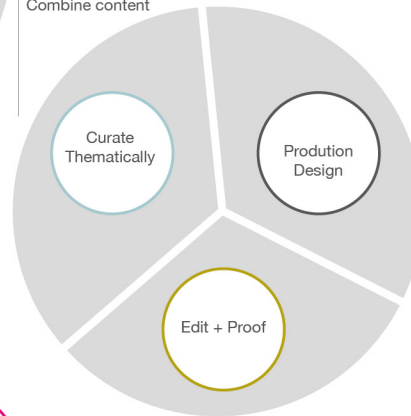 Combine content
Curate
Thematically
Prodution
Design
Edit + Proof